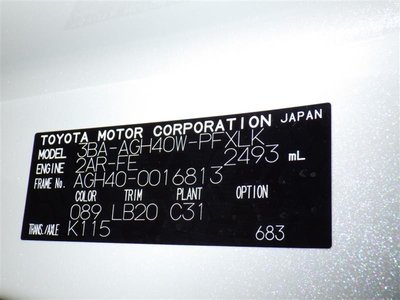 TOYOTA MOTOR CORPORATION JAPAN
MODEL 3BA-AGH40W-PFXLK
ENGINE 2AR-FE 2493 mL
FRAME No. AGH40-0016813
COLOR TRIM PLANT OPTION
089 LB20 C31
TRANS./AXLE K115 683